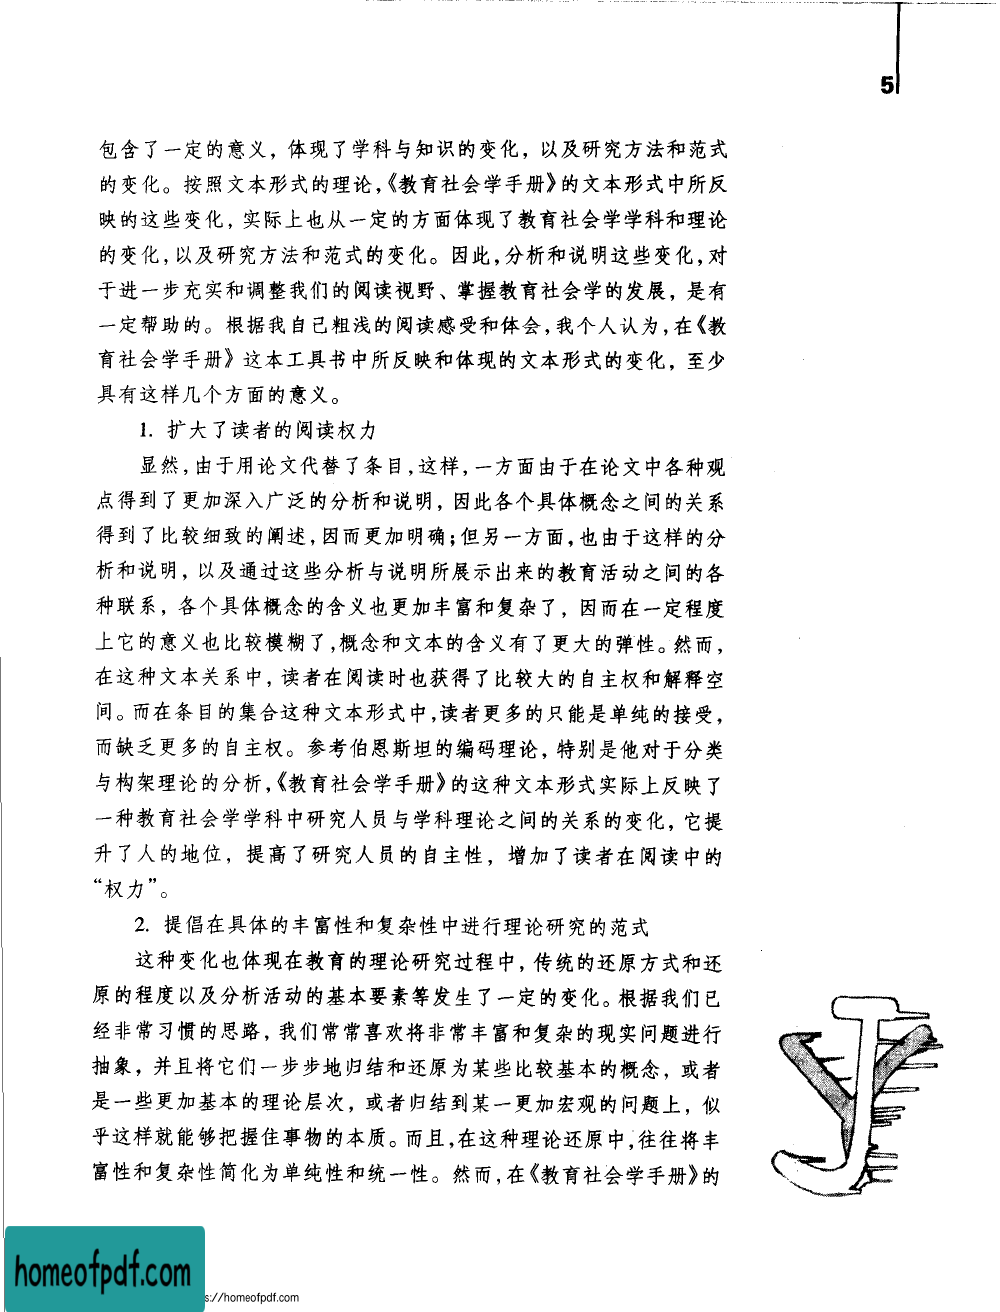 5
包含了一定的意义，体现了学科与知识的变化，以及研究方法和范式
的变化。按照文本形式的理论，《教育社会学手册》的文本形式中所反
映的这些变化，实际上也从一定的方面体现了教育社会学学科和理论
的变化，以及研究方法和范式的变化。因此，分析和说明这些变化，对
于进一步充实和调整我们的阅读视野、掌握教育社会学的发展，是有
一定帮助的。根据我自己粗浅的阅读感受和体会，我个人认为，在《教
育社会学手册》这本工具书中所反映和体现的文本形式的变化，至少
具有这样几个方面的意义。
1. 扩大了读者的阅读权力
显然，由于用论文代替了条目，这样，一方面由于在论文中各种观
点得到了更加深入广泛的分析和说明，因此各个具体概念之间的关系
得到了比较细致的阐述，因而更加明确；但另一方面，也由于这样的分
析和说明，以及通过这些分析与说明所展示出来的教育活动之间的各
种联系，各个具体概念的含义也更加丰富和复杂了，因而在一定程度
上它的意义也比较模糊了，概念和文本的含义有了更大的弹性。然而，
在这种文本关系中，读者在阅读时也获得了比较大的自主权和解释空
间。而在条目的集合这种文本形式中，读者更多的只能是单纯的接受，
而缺乏更多的自主权。参考伯恩斯坦的编码理论，特别是他对于分类
与构架理论的分析，《教育社会学手册》的这种文本形式实际上反映了
一种教育社会学学科中研究人员与学科理论之间的关系的变化，它提
升了人的地位，提高了研究人员的自主性，增加了读者在阅读中的
“权力”。
2. 提倡在具体的丰富性和复杂性中进行理论研究的范式
这种变化也体现在教育的理论研究过程中，传统的还原方式和还
原的程度以及分析活动的基本要素等发生了一定的变化。根据我们已
经非常习惯的思路，我们常常喜欢将非常丰富和复杂的现实问题进行
抽象，并且将它们一步步地归结和还原为某些比较基本的概念，或者
是一些更加基本的理论层次，或者归结到某一更加宏观的问题上，似
乎这样就能够把握住事物的本质。而且，在这种理论还原中，往往将丰
富性和复杂性简化为单纯性和统一性。然而，在《教育社会学手册》的
homeofpdf.com
s://homeofpdf.com